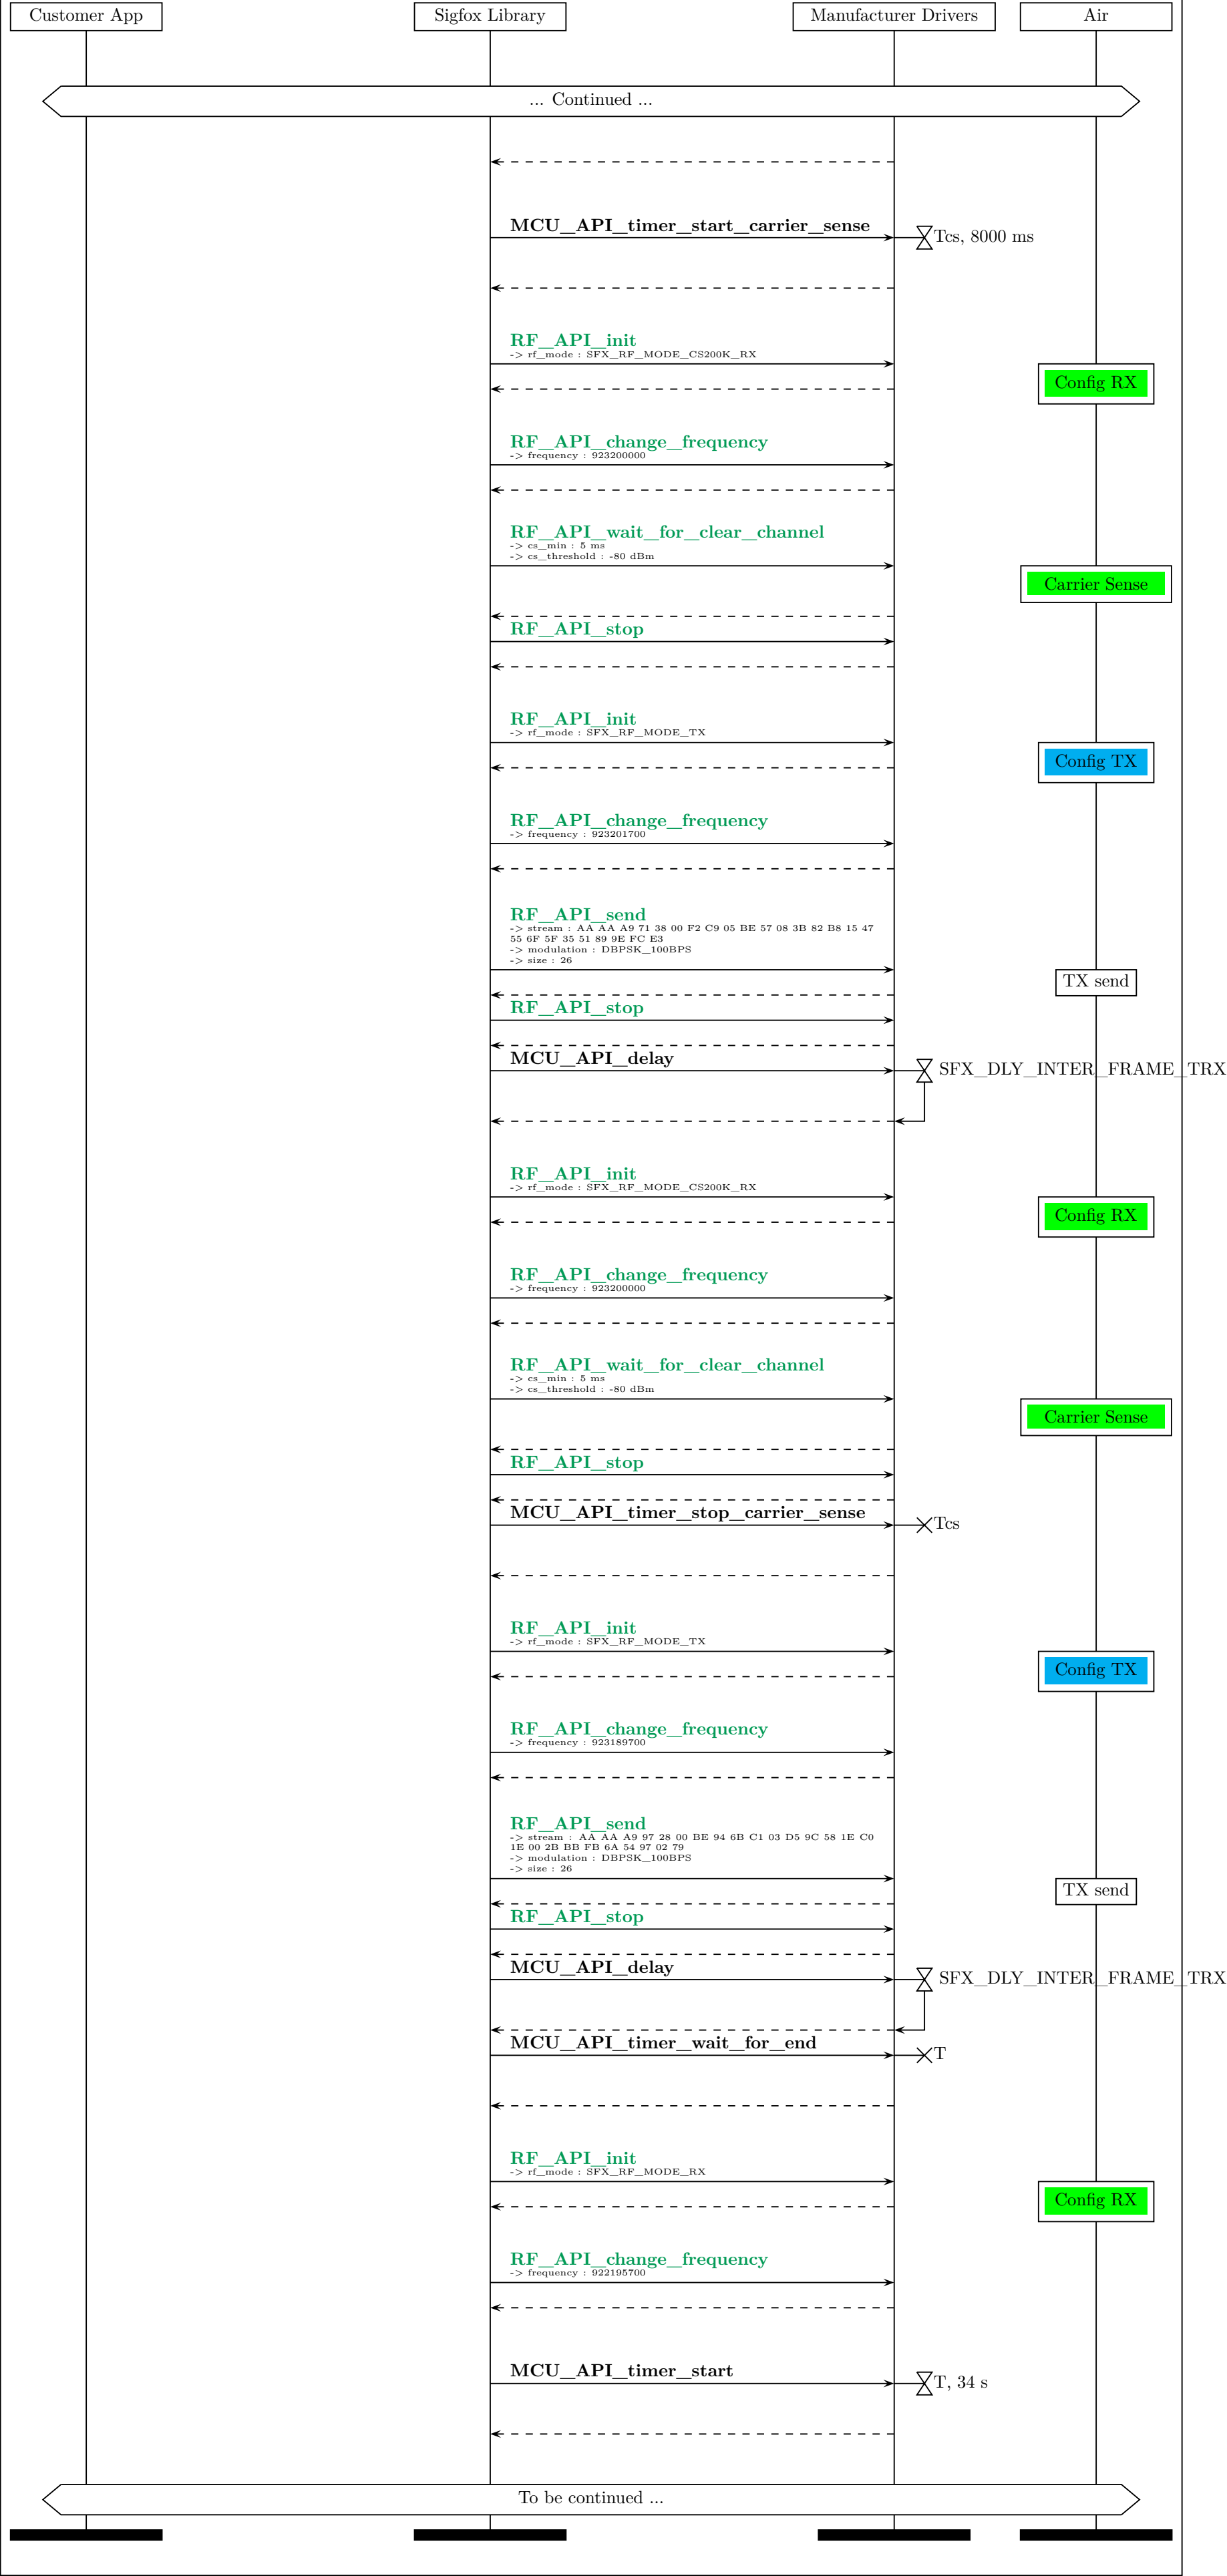 Customer App
Sigfox Library
Manufacturer Drivers
Air
... Continued ...
MCU_API_timer_start_carrier_sense
Tcs, 8000 ms
RF_API_init
-> rf_mode : SFX_RF_MODE_CS200K_RX
Config RX
RF_API_change_frequency
-> frequency : 923200000
RF_API_wait_for_clear_channel
-> cs_min : 5 ms
-> cs_threshold : -80 dBm
Carrier Sense
RF_API_stop
RF_API_init
-> rf_mode : SFX_RF_MODE_TX
Config TX
RF_API_change_frequency
-> frequency : 923201700
RF_API_send
-> stream : AA AA A9 71 38 00 F2 C9 05 BE 57 08 3B 82 B8 15 47
55 6F 5F 35 51 89 9E FC E3
-> modulation : DBPSK_100BPS
-> size : 26
TX send
RF_API_stop
MCU_API_delay
SFX_DLY_INTER_FRAME_TRX
RF_API_init
-> rf_mode : SFX_RF_MODE_CS200K_RX
Config RX
RF_API_change_frequency
-> frequency : 923200000
RF_API_wait_for_clear_channel
-> cs_min : 5 ms
-> cs_threshold : -80 dBm
Carrier Sense
RF_API_stop
MCU_API_timer_stop_carrier_sense
Tcs
RF_API_init
-> rf_mode : SFX_RF_MODE_TX
Config TX
RF_API_change_frequency
-> frequency : 923189700
RF_API_send
-> stream : AA AA A9 97 28 00 BE 94 6B C1 03 D5 9C 58 1E C0
1E 00 2B BB FB 6A 54 97 02 79
-> modulation : DBPSK_100BPS
-> size : 26
TX send
RF_API_stop
MCU_API_delay
SFX_DLY_INTER_FRAME_TRX
MCU_API_timer_wait_for_end
T
RF_API_init
-> rf_mode : SFX_RF_MODE_RX
Config RX
RF_API_change_frequency
-> frequency : 922195700
MCU_API_timer_start
T, 34 s
To be continued ...